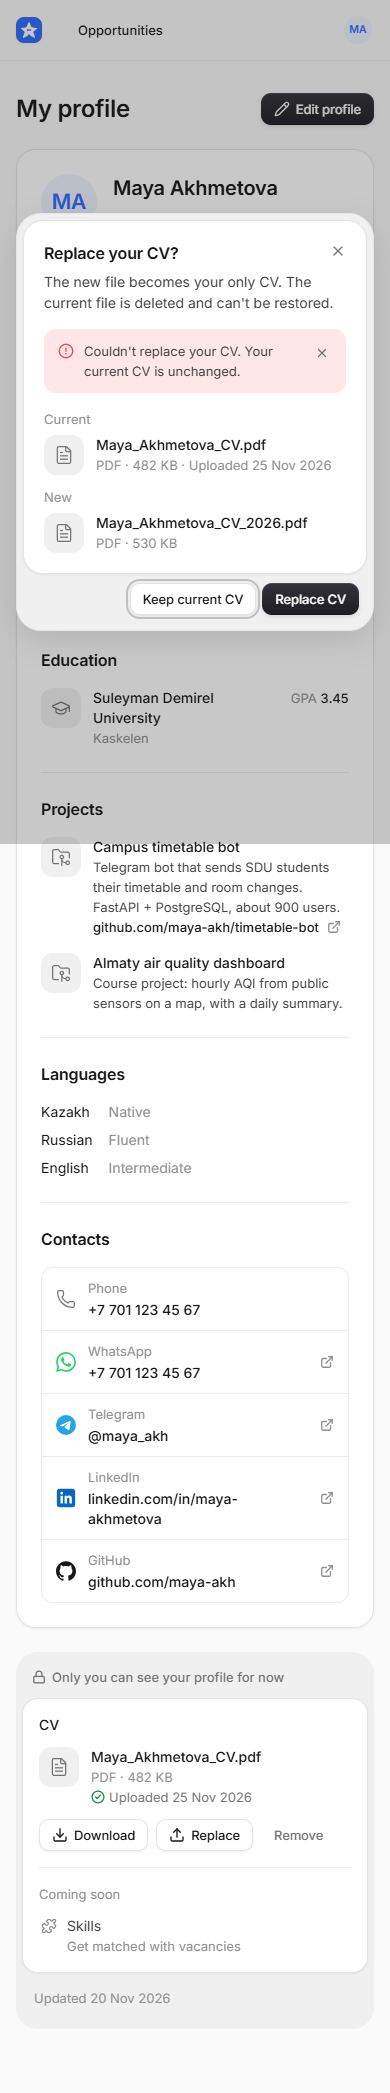 Opportunities
MA
My profile
Edit profile
MA
Maya Akhmetova
Replace your CV?
The new file becomes your only CV. The
current file is deleted and can't be restored.
Couldn't replace your CV. Your
current CV is unchanged.
Current
Maya_Akhmetova_CV.pdf
PDF · 482 KB · Uploaded 25 Nov 2026
New
Maya_Akhmetova_CV_2026.pdf
PDF · 530 KB
Keep current CV
Replace CV
Education
Suleyman Demirel
University
GPA 3.45
Kaskelen
Projects
Campus timetable bot
Telegram bot that sends SDU students
their timetable and room changes.
FastAPI + PostgreSQL, about 900 users.
github.com/maya-akh/timetable-bot
Almaty air quality dashboard
Course project: hourly AQI from public
sensors on a map, with a daily summary.
Languages
Kazakh Native
Russian Fluent
English Intermediate
Contacts
Phone
+7 701 123 45 67
WhatsApp
+7 701 123 45 67
Telegram
@maya_akh
LinkedIn
linkedin.com/in/maya-
akhmetova
GitHub
github.com/maya-akh
Only you can see your profile for now
CV
Maya_Akhmetova_CV.pdf
PDF · 482 KB
Uploaded 25 Nov 2026
Download
Replace
Remove
Coming soon
Skills
Get matched with vacancies
Updated 20 Nov 2026